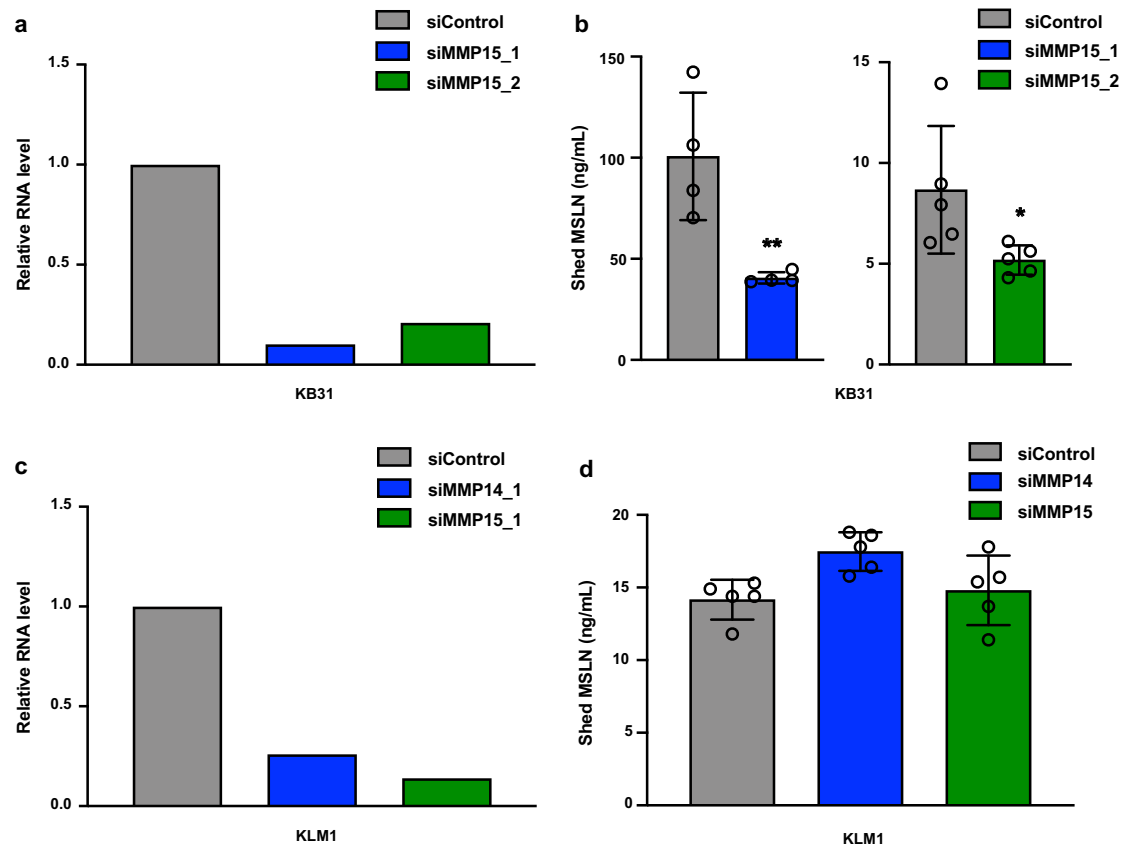 a
siControl
siMMP15_1
siMMP15_2
Relative RNA level
1.5
1.0
0.5
0.0
KB31
b
siControl
siMMP15_1
siMMP15_2
Shed MSLN (ng/mL)
150
100
50
0
**
15
10
5
0
*
KB31
c
siControl
siMMP14_1
siMMP15_1
Relative RNA level
1.5
1.0
0.5
0.0
KLM1
d
siControl
siMMP14
siMMP15
Shed MSLN (ng/mL)
20
15
10
5
0
KLM1